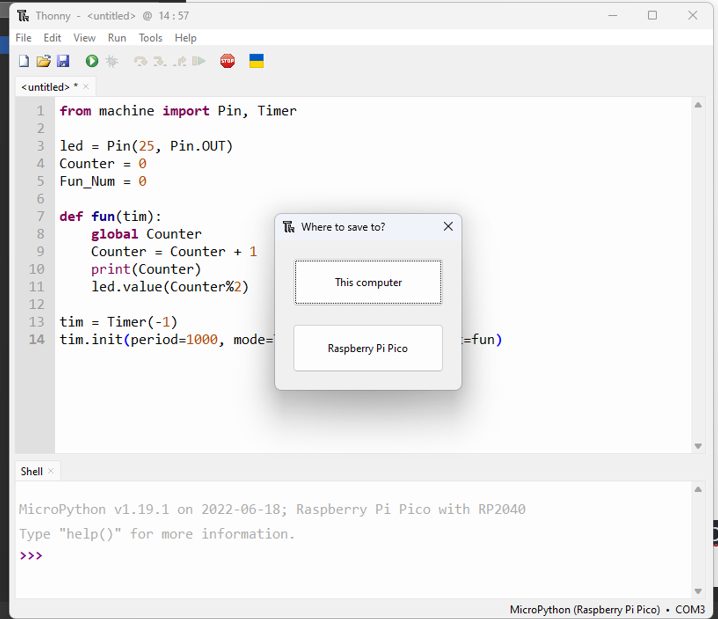 Thonny - <untitled> @ 14 : 57
File Edit View Run Tools Help
STOP
<untitled> *
1 from machine import Pin, Timer
2
3 led = Pin(25, Pin.OUT)
4 Counter = 0
5 Fun_Num = 0
6
7 def fun(tim):
8 global Counter
9 Counter = Counter + 1
10 print(Counter)
11 led.value(Counter%2)
12
13 tim = Timer(-1)
14 tim.init(period=1000, mode= =fun)
Where to save to?
This computer
Raspberry Pi Pico
Shell
MicroPython v1.19.1 on 2022-06-18; Raspberry Pi Pico with RP2040
Type "help()" for more information.
>>>
MicroPython (Raspberry Pi Pico) • COM3